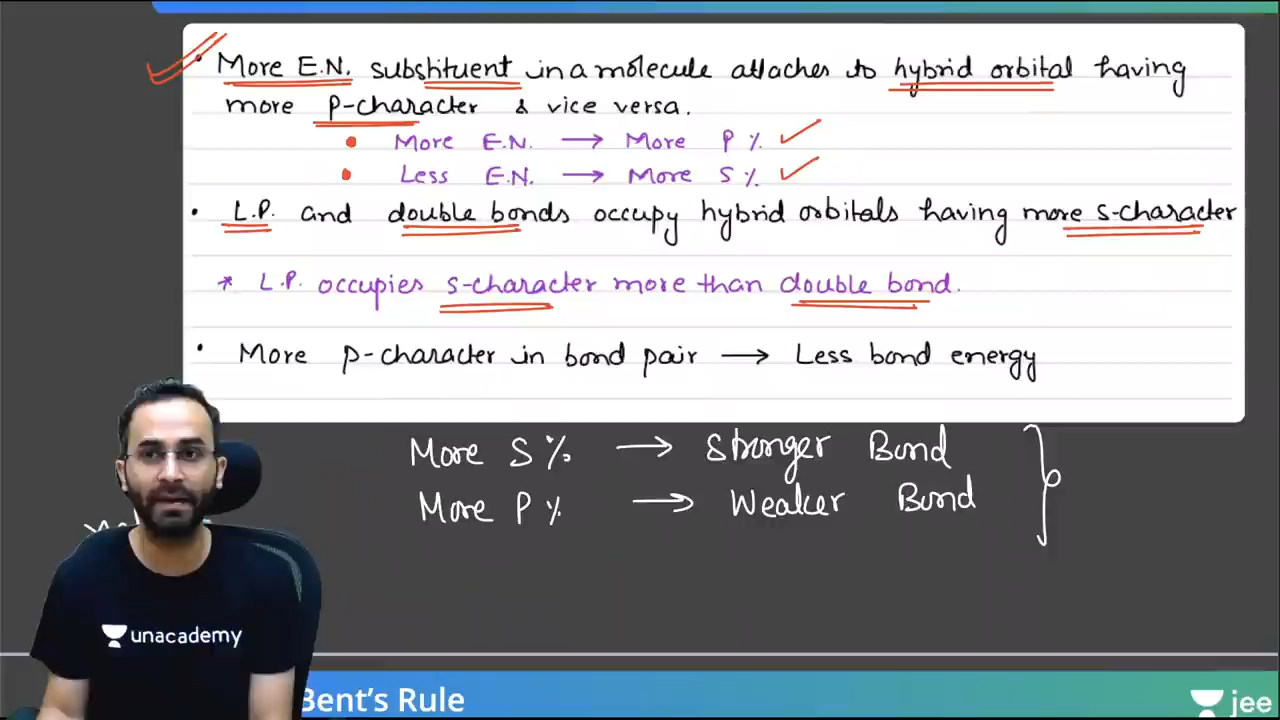 • More E.N. substituent in a molecule attaches to hybrid orbital having
more p-character & vice versa.
• More E.N. → More P %
• Less E.N. → More S %
• L.P. and double bonds occupy hybrid orbitals having more s-character
* L.P. occupies s-character more than double bond.
• More p-character in bond pair → Less bond energy
More S % → Stronger Bond
More P % → Weaker Bond
unacademy
Bent's Rule
jee